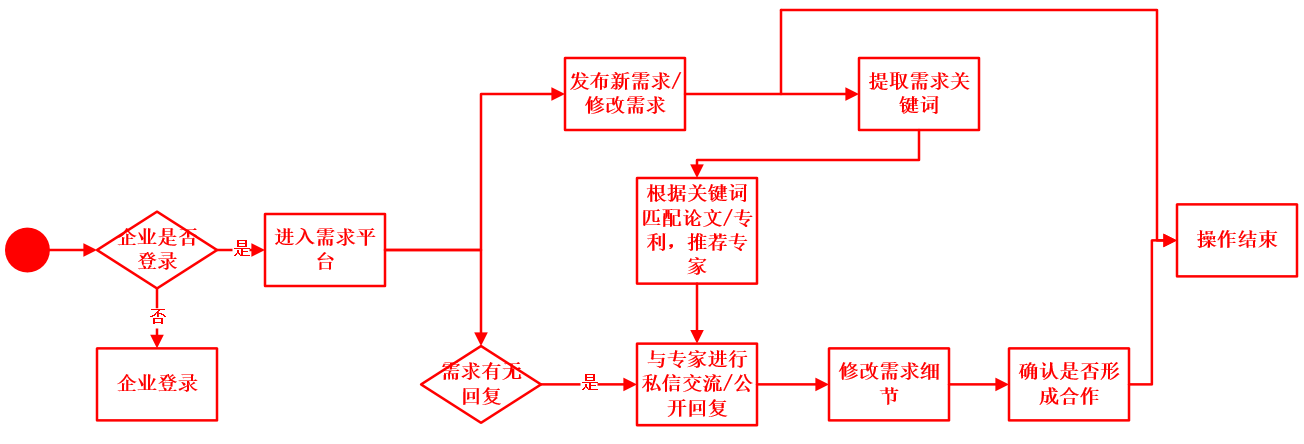 发布新需求/
修改需求
提取需求关
键词
根据关键词
匹配论文/专
利，推荐专
家
企业是否
登录
是
进入需求平
台
操作结束
否
企业登录
需求有无
回复
是
与专家进行
私信交流/公
开回复
修改需求细
节
确认是否形
成合作